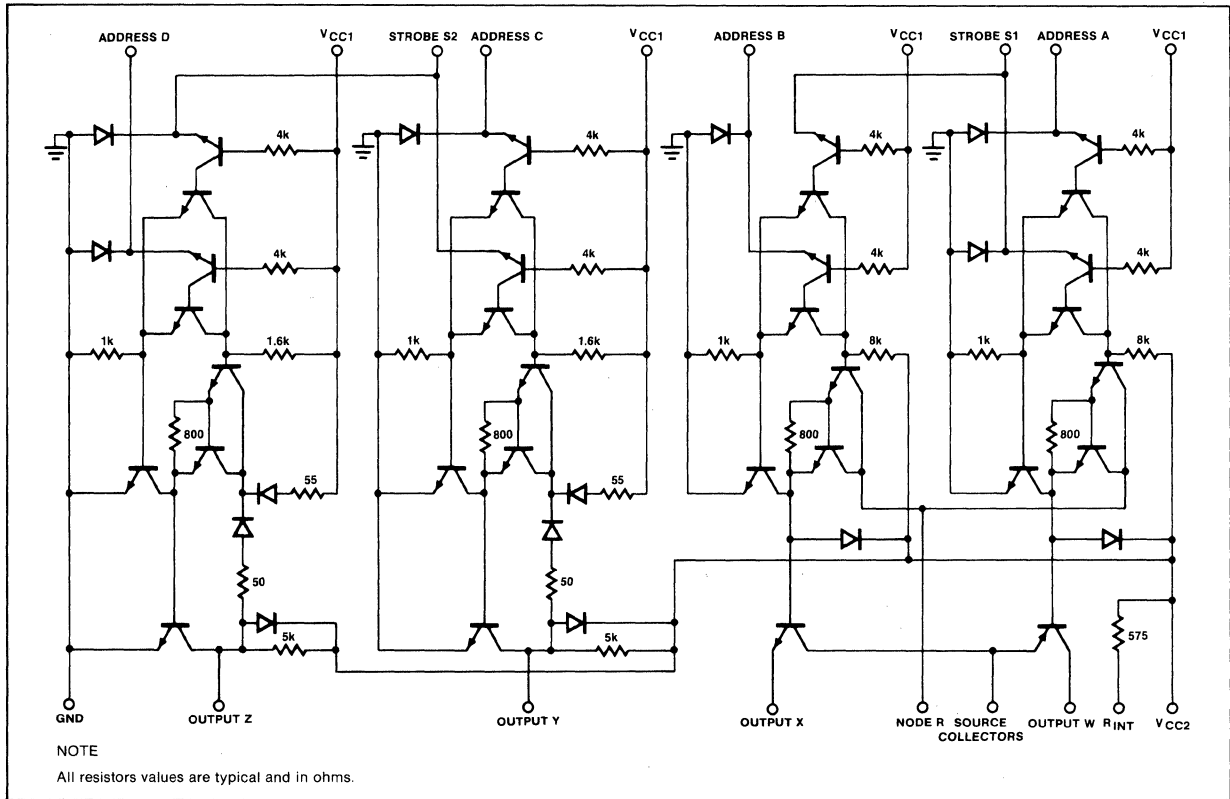 ADDRESS D
VCC1
STROBE S2
ADDRESS C
VCC1
ADDRESS B
VCC1
STROBE S1
ADDRESS A
VCC1
4k
4k
4k
4k
4k
4k
4k
4k
1k
1.6k
1k
1.6k
1k
8k
1k
8k
800
800
800
800
55
55
50
50
5k
5k
575
GND
OUTPUT Z
OUTPUT Y
OUTPUT X
NODE R
SOURCE
COLLECTORS
OUTPUT W
RINT
VCC2
NOTE
All resistors values are typical and in ohms.